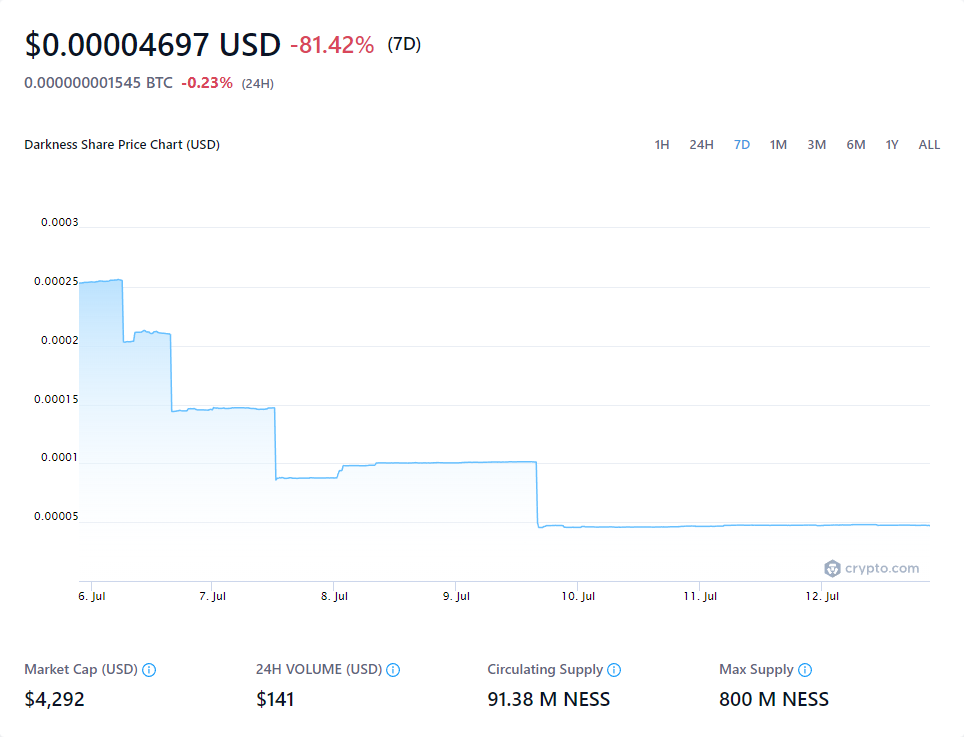 $0.00004697 USD -81.42% (7D)
0.000000001545 BTC -0.23% (24H)
Darkness Share Price Chart (USD) 1H 24H 7D 1M 3M 6M 1Y ALL
0.0003
0.00025
0.0002
0.00015
0.0001
0.00005
crypto.com
6. Jul 7. Jul 8. Jul 9. Jul 10. Jul 11. Jul 12. Jul
Market Cap (USD) 24H VOLUME (USD) Circulating Supply Max Supply
$4,292 $141 91.38 M NESS 800 M NESS